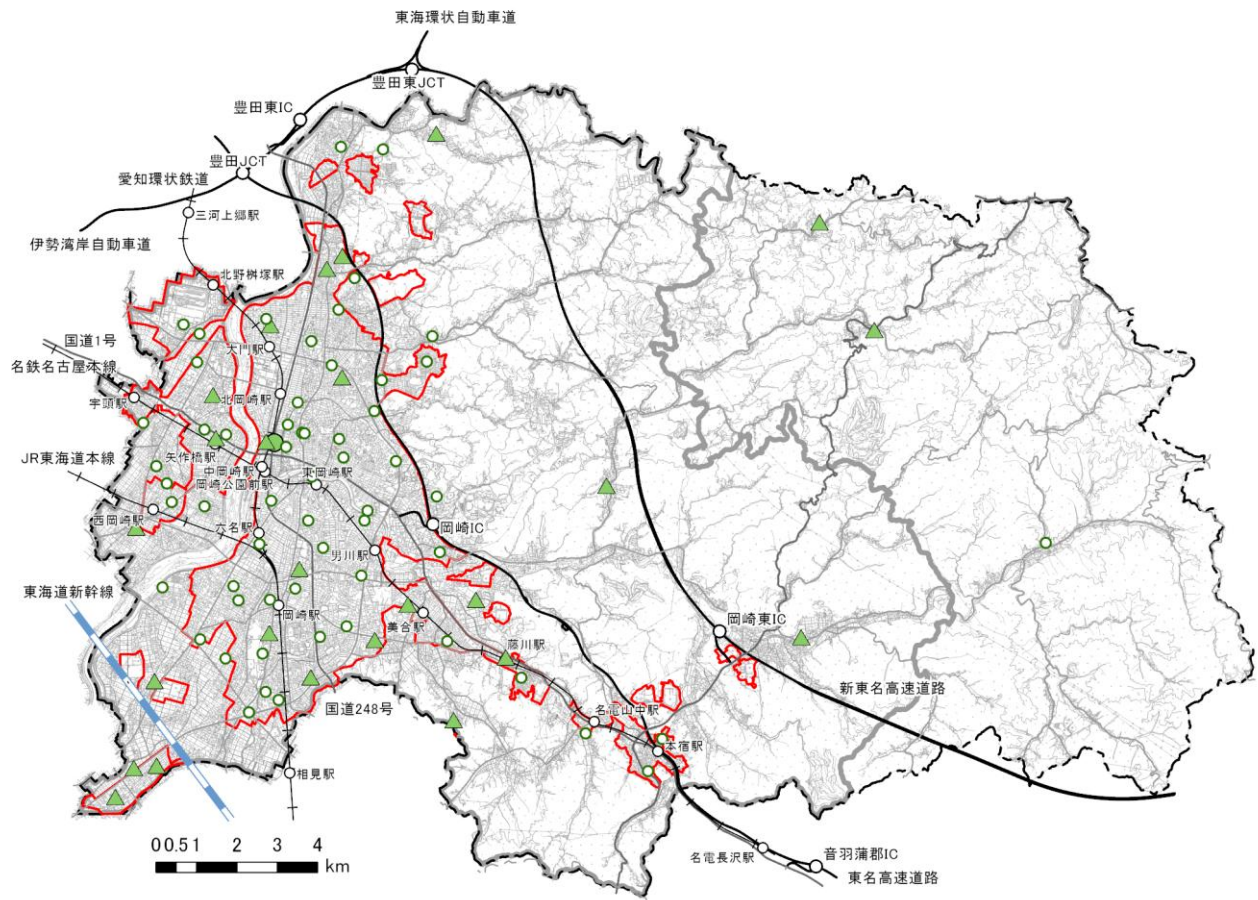 東海環状自動車道
豊田東JCT
豊田東IC
豊田JCT
愛知環状鉄道
三河上郷駅
伊勢湾岸自動車道
北野桝塚駅
国道1号
大門駅
名鉄名古屋本線
宇頭駅
北岡崎駅
矢作橋駅
JR東海道本線
中岡崎駅
東岡崎駅
岡崎公園前駅
西岡崎駅
六名駅
岡崎IC
男川駅
東海道新幹線
岡崎駅
美合駅
岡崎東IC
藤川駅
新東名高速道路
国道248号
名電山中駅
本宿駅
相見駅
0 0.5 1 2 3 4
km
名電長沢駅
音羽蒲郡IC
東名高速道路